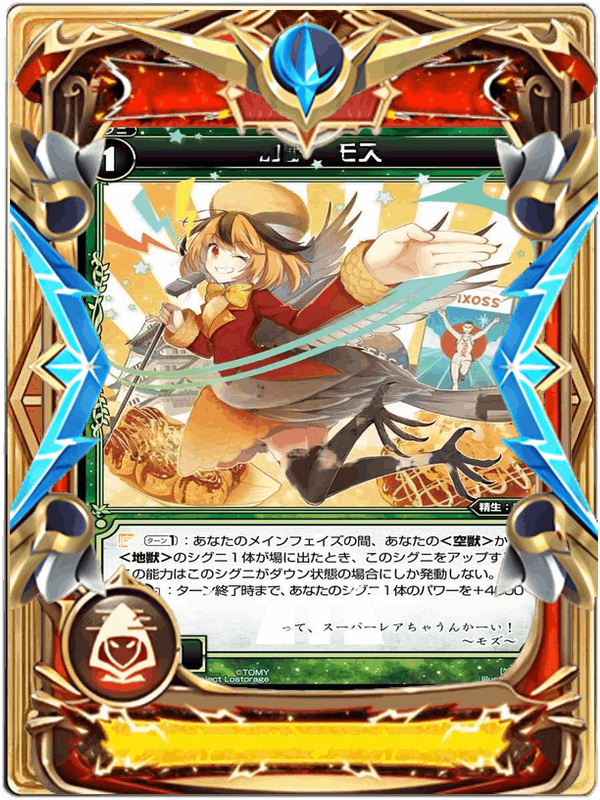 1
モズ
IXOSS
精生:
ターン1):あなたのメインフェイズの間、あなたの<空獣>か
<地獣>のシグニ1体が場に出たとき、このシグニをアップす
の能力はこのシグニがダウン状態の場合にしか発動しない。
:ターン終了時まで、あなたのシグニ1体のパワーを+4000
って、スーパーレアちゃうんかーい!
〜モズ〜
©TOMY
ject Lostorage
Illus